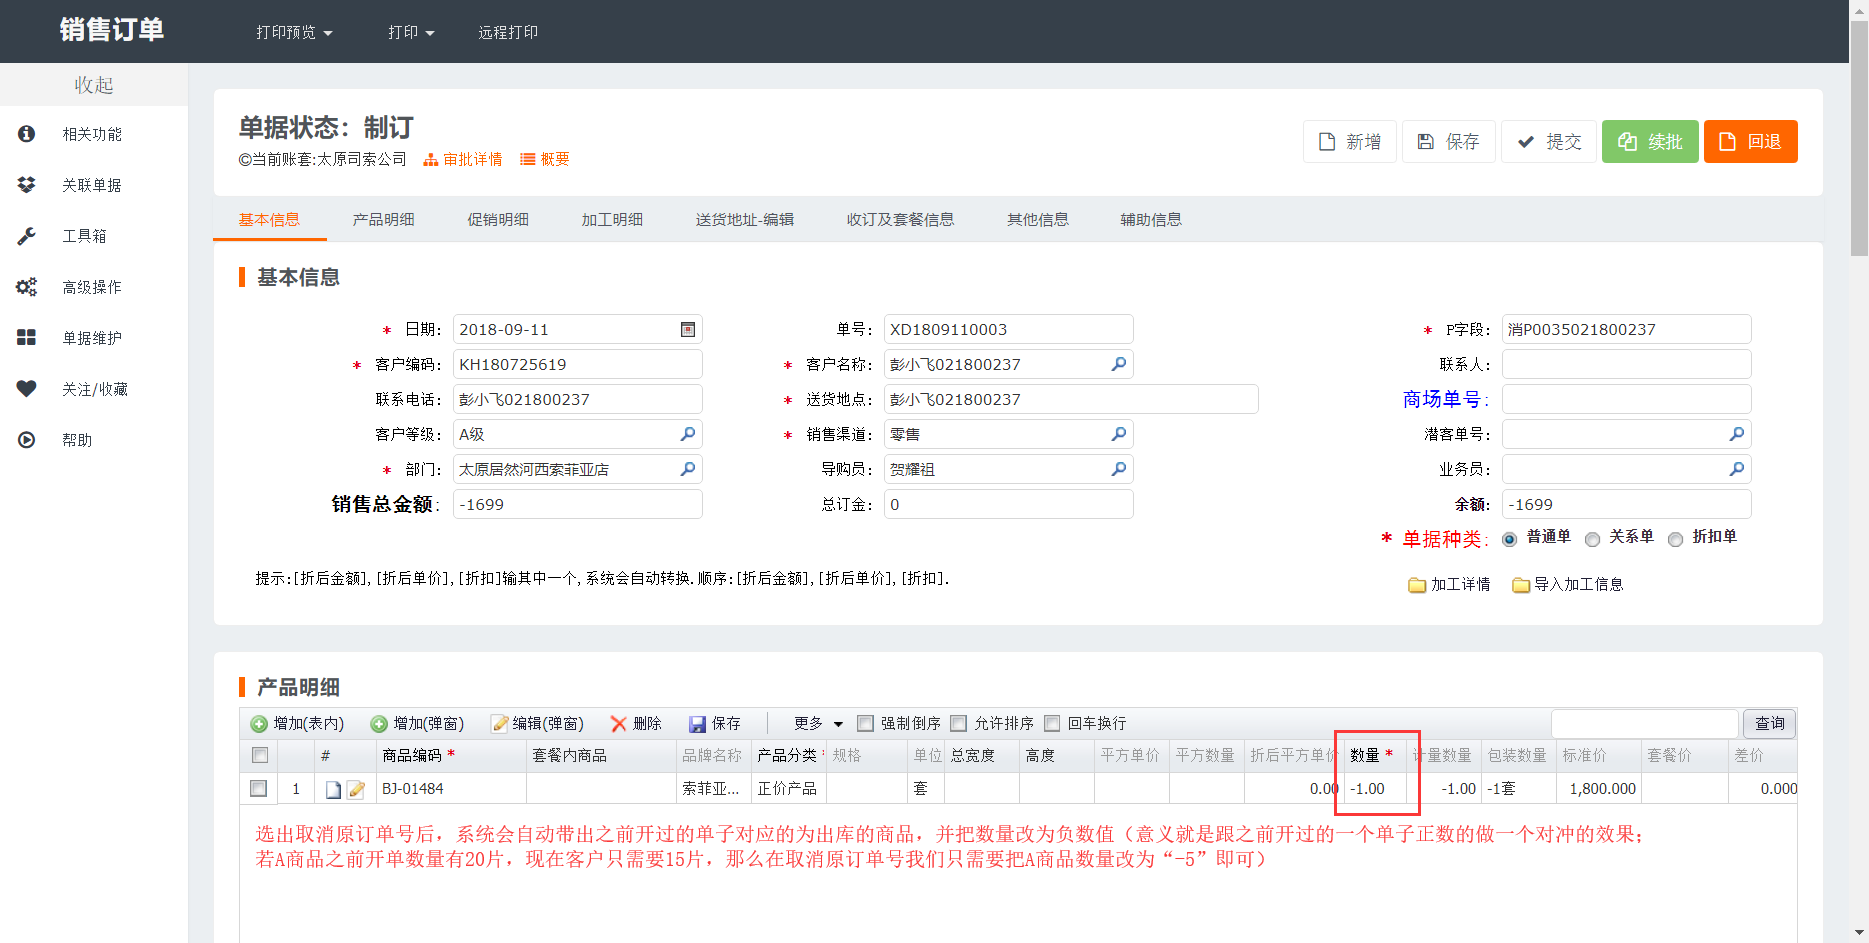 销售订单 打印预览 打印 远程打印
收起
相关功能
关联单据
工具箱
高级操作
单据维护
关注/收藏
帮助
单据状态：制订
©当前账套:太原司索公司 审批详情 概要
新增 保存 提交 续批 回退
基本信息 产品明细 促销明细 加工明细 送货地址-编辑 收订及套餐信息 其他信息 辅助信息
基本信息
* 日期： 2018-09-11 单号： XD1809110003 * P字段： 消P0035021800237
* 客户编码： KH180725619 * 客户名称： 彭小飞021800237 联系人：
联系电话： 彭小飞021800237 * 送货地点： 彭小飞021800237 商场单号：
客户等级： A级 * 销售渠道： 零售 潜客单号：
* 部门： 太原居然河西索菲亚店 导购员： 贺耀祖 业务员：
销售总金额： -1699 总订金： 0 余额： -1699
* 单据种类： 普通单 关系单 折扣单
提示:[折后金额],[折后单价],[折扣]输其中一个,系统会自动转换.顺序:[折后金额],[折后单价],[折扣].
加工详情 导入加工信息
产品明细
增加(表内) 增加(弹窗) 编辑(弹窗) 删除 保存 更多 强制倒序 允许排序 回车换行 查询
# 商品编码 * 套餐内商品 品牌名称 产品分类 * 规格 单位 总宽度 高度 平方单价 平方数量 折后平方单价 数量 * 计量数量 包装数量 标准价 套餐价 差价
1 BJ-01484 索菲亚... 正价产品 套 0.00 -1.00 -1.00 -1套 1,800.000 0.000
选出取消原订单号后，系统会自动带出之前开过的单子对应的为出库的商品，并把数量改为负数值（意义就是跟之前开过的一个单子正数的做一个对冲的效果；
若A商品之前开单数量有20片，现在客户只需要15片，那么在取消原订单号我们只需要把A商品数量改为“-5”即可）